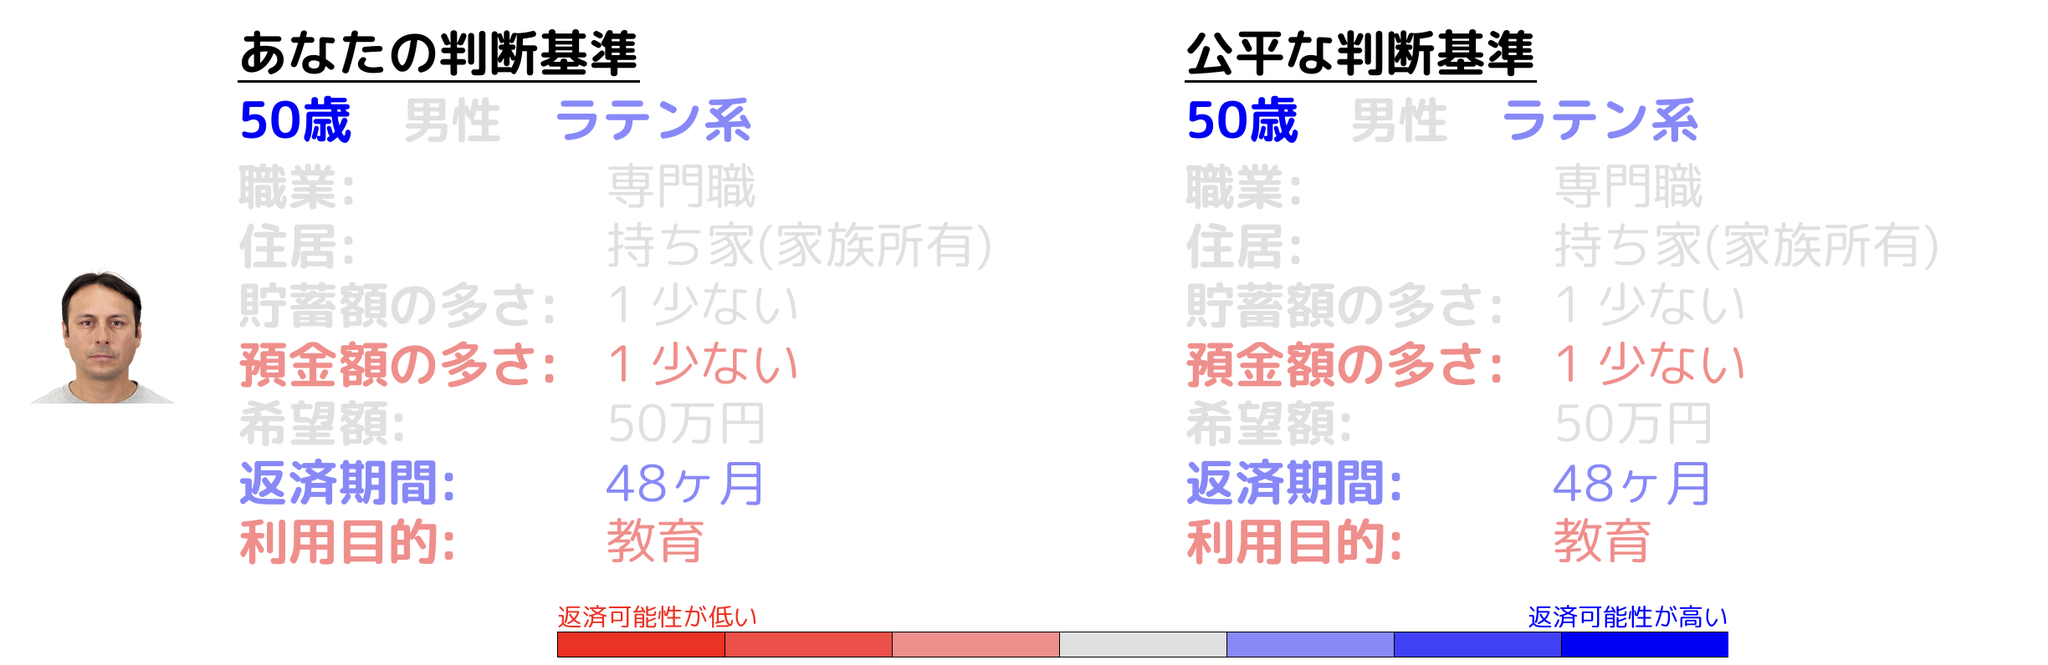 あなたの判断基準
50歳 男性 ラテン系
職業: 専門職
住居: 持ち家(家族所有)
貯蓄額の多さ: 1 少ない
預金額の多さ: 1 少ない
希望額: 50万円
返済期間: 48ヶ月
利用目的: 教育
公平な判断基準
50歳 男性 ラテン系
職業: 専門職
住居: 持ち家(家族所有)
貯蓄額の多さ: 1 少ない
預金額の多さ: 1 少ない
希望額: 50万円
返済期間: 48ヶ月
利用目的: 教育
返済可能性が低い
返済可能性が高い